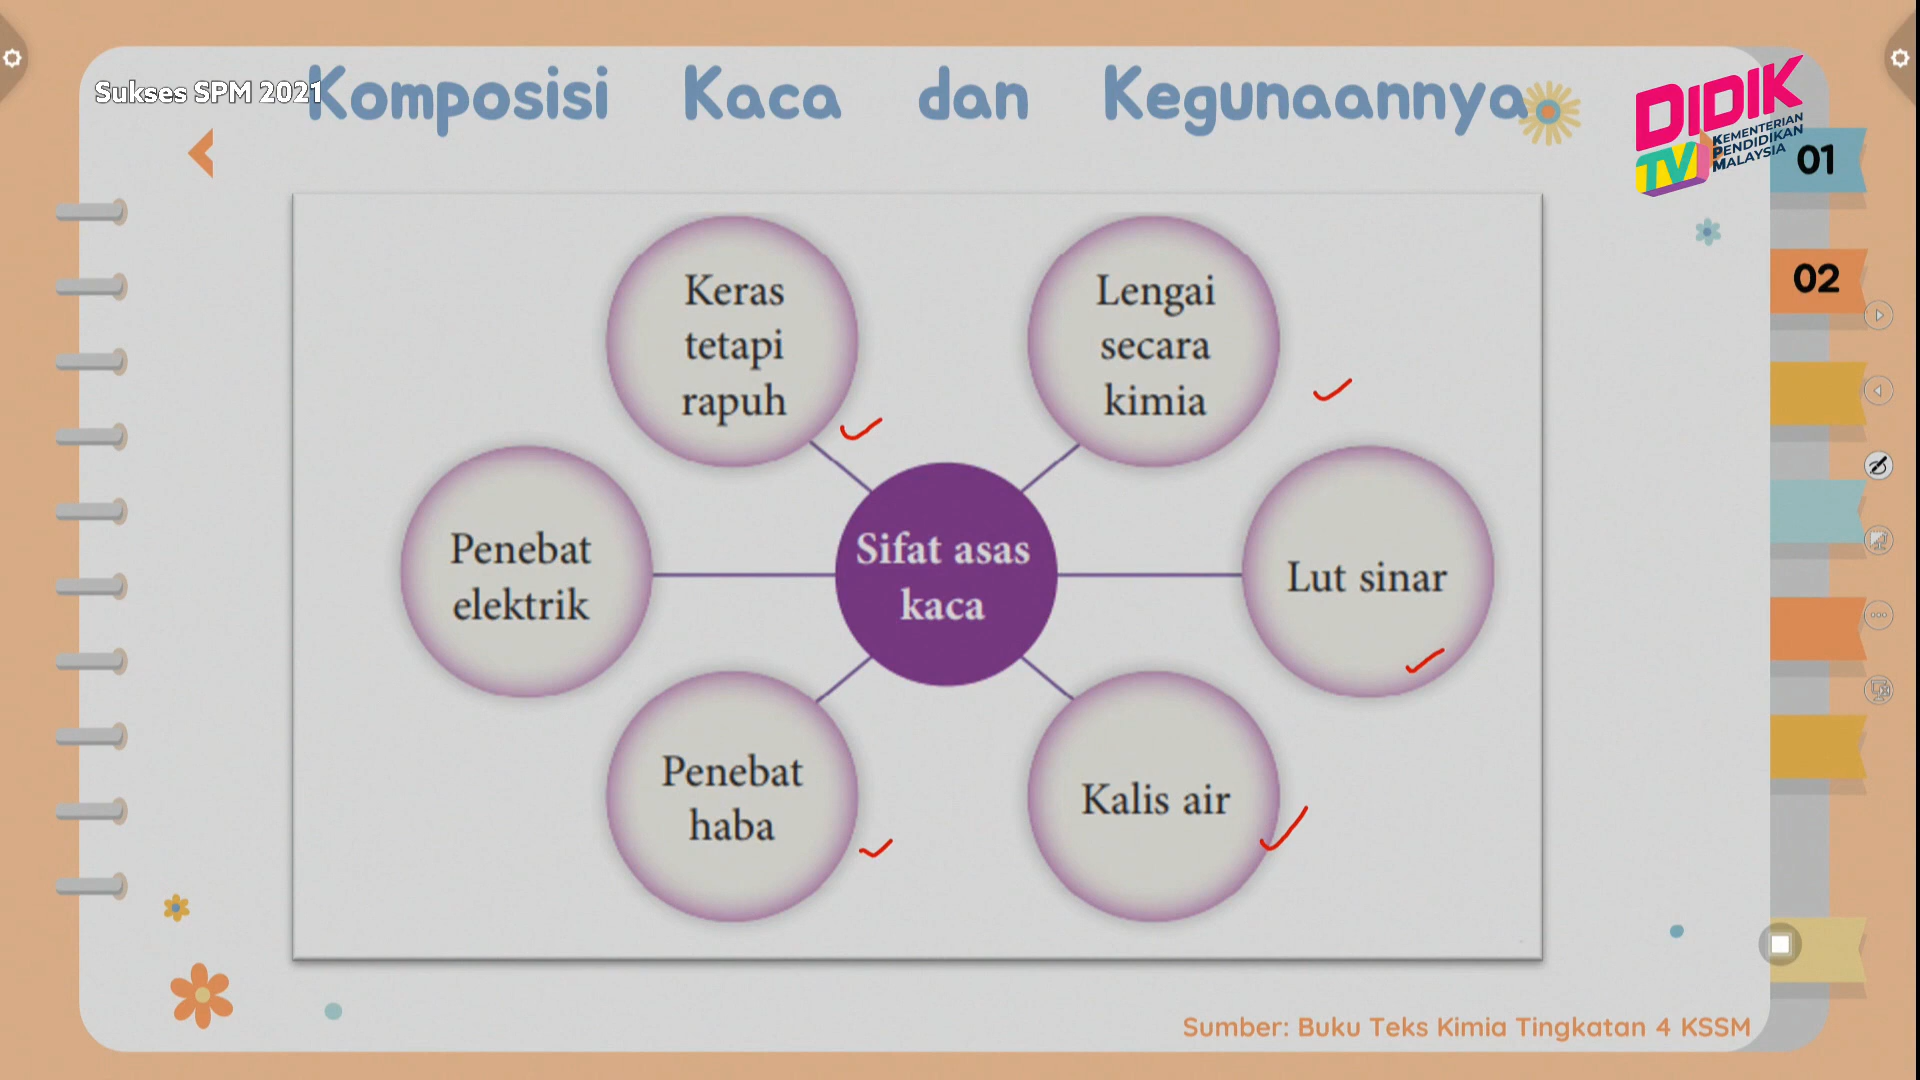 Sukses SPM 2021
Komposisi Kaca dan Kegunaannya
DIDIK
TV
KEMENTERIAN
PENDIDIKAN
MALAYSIA
01
02
Keras
tetapi
rapuh
Lengai
secara
kimia
Penebat
elektrik
Sifat asas
kaca
Lut sinar
Penebat
haba
Kalis air
Sumber: Buku Teks Kimia Tingkatan 4 KSSM